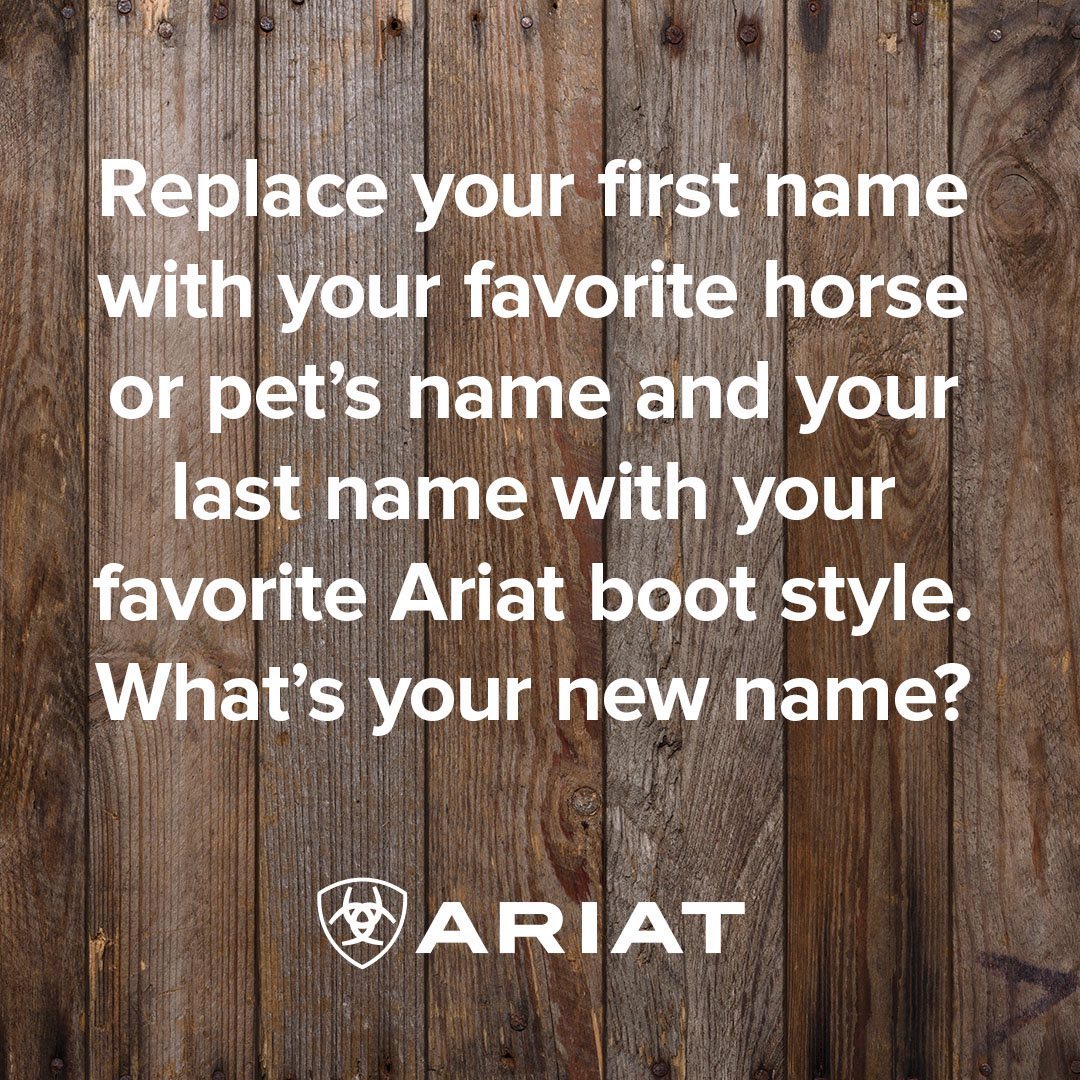 Replace your first name
with your favorite horse
or pet’s name and your
last name with your
favorite Ariat boot style.
What’s your new name?
ARIAT